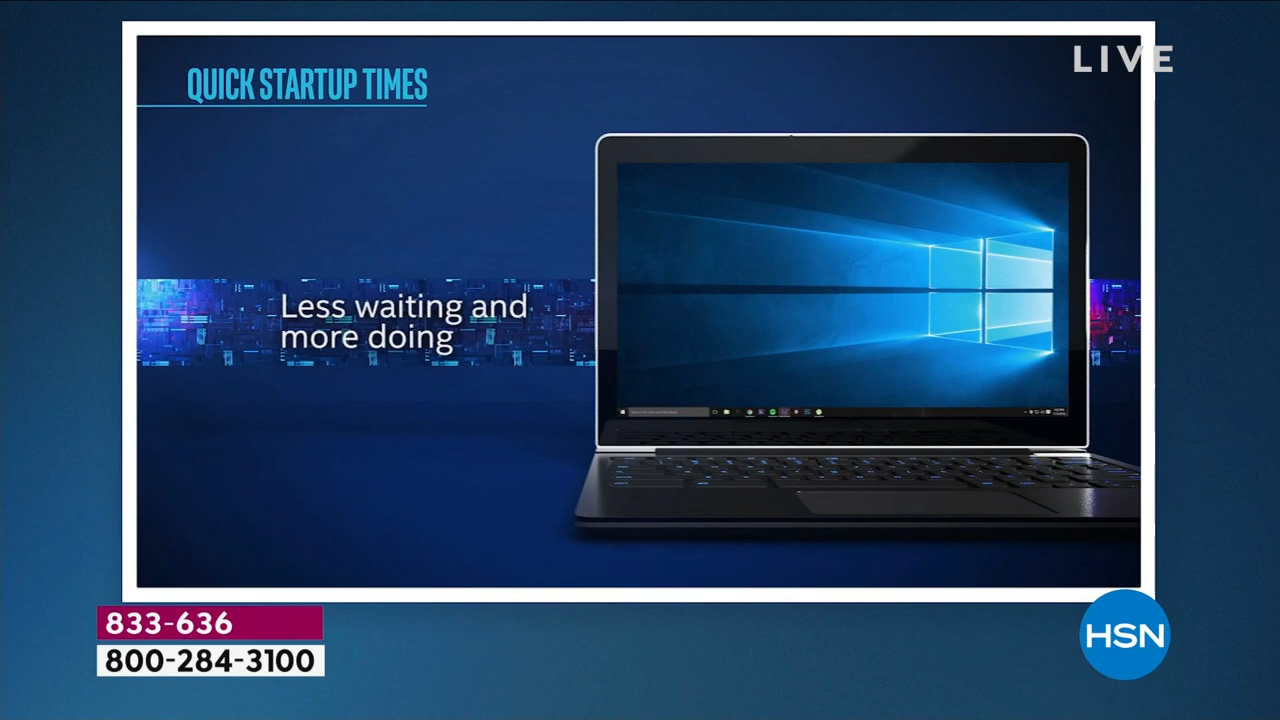 LIVE
QUICK STARTUP TIMES
Less waiting and
more doing
833-636
800-284-3100
HSN